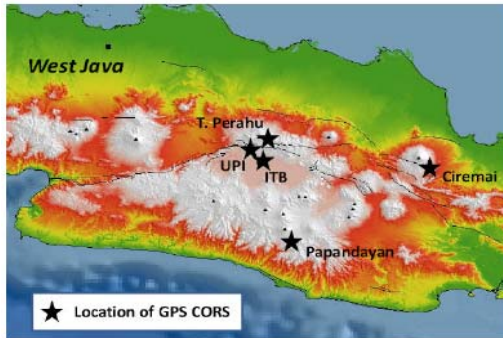 West Java
T. Perahu
UPI
ITB
Ciremai
Papandayan
Location of GPS CORS